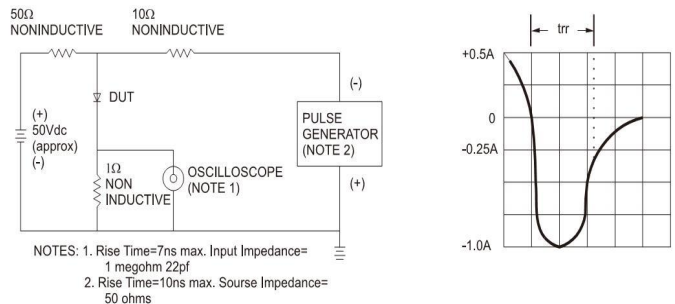 50Ω
NONINDUCTIVE
10Ω
NONINDUCTIVE
DUT
(+)
50Vdc
(approx)
(-)
1Ω
NON
INDUCTIVE
OSCILLOSCOPE
(NOTE 1)
(-)
PULSE
GENERATOR
(NOTE 2)
(+)
NOTES: 1. Rise Time=7ns max. Input Impedance=
1 megohm 22pf
2. Rise Time=10ns max. Sourse Impedance=
50 ohms
trr
+0.5A
0
-0.25A
-1.0A